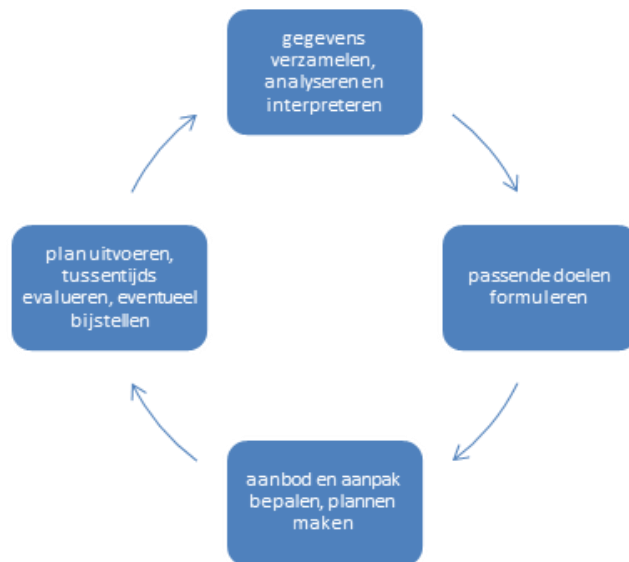 gegevens
verzamelen,
analyseren en
interpreteren
passende doelen
formuleren
aanbod en aanpak
bepalen, plannen
maken
plan uitvoeren,
tussentijds
evalueren, eventueel
bijstellen